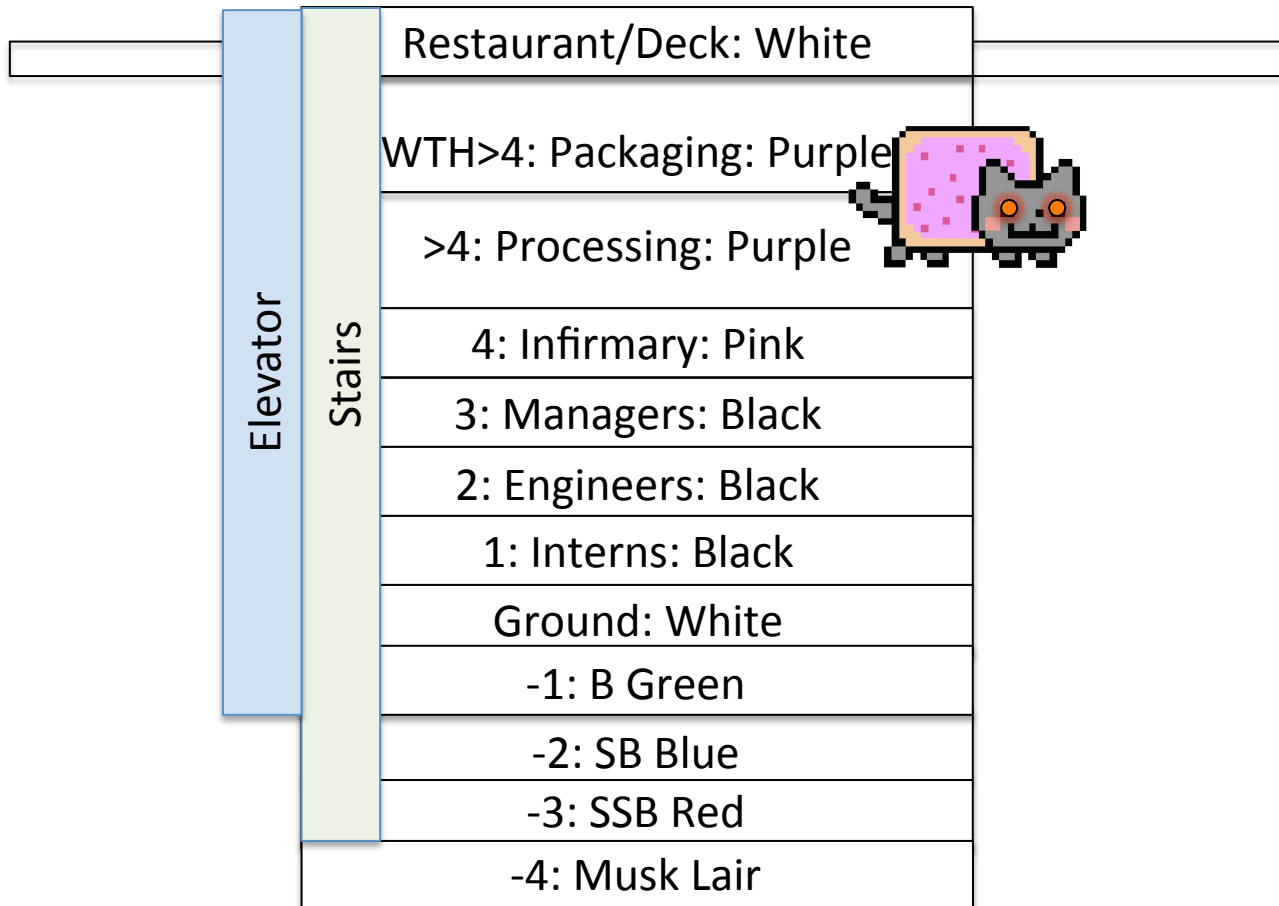 Restaurant/Deck: White
WTH>4: Packaging: Purple
>4: Processing: Purple
Elevator
Stairs
4: Infirmary: Pink
3: Managers: Black
2: Engineers: Black
1: Interns: Black
Ground: White
-1: B Green
-2: SB Blue
-3: SSB Red
-4: Musk Lair